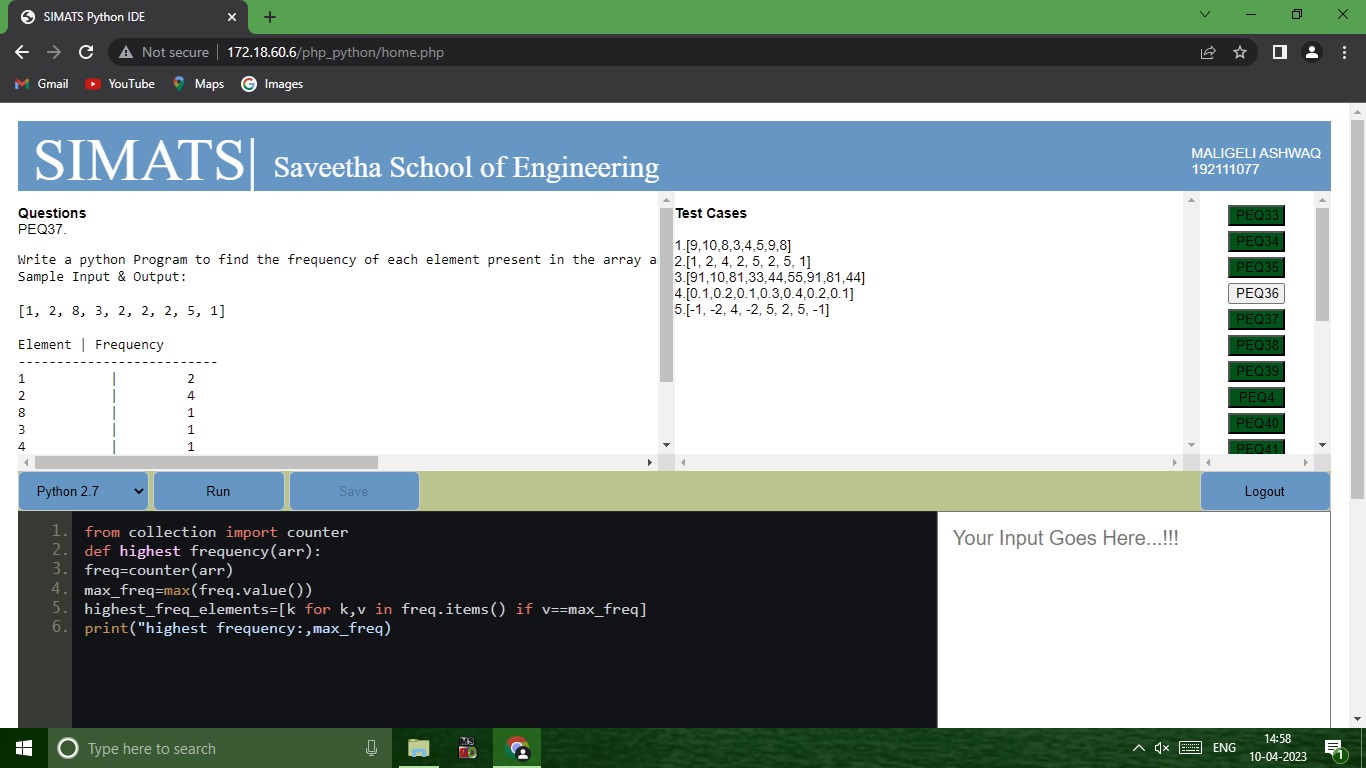 SIMATS Python IDE
Not secure 172.18.60.6/php_python/home.php
Gmail YouTube Maps Images
SIMATS| Saveetha School of Engineering
MALIGELI ASHWAQ
192111077
Questions
PEQ37.
Write a python Program to find the frequency of each element present in the array a
Sample Input & Output:
[1, 2, 8, 3, 2, 2, 2, 5, 1]
Element | Frequency
--------------------------
1 | 2
2 | 4
8 | 1
3 | 1
4 | 1
Test Cases
1.[9,10,8,3,4,5,9,8]
2.[1, 2, 4, 2, 5, 2, 5, 1]
3.[91,10,81,33,44,55,91,81,44]
4.[0.1,0.2,0.1,0.3,0.4,0.2,0.1]
5.[-1, -2, 4, -2, 5, 2, 5, -1]
PEQ33
PEQ34
PEQ35
PEQ36
PEQ37
PEQ38
PEQ39
PEQ4
PEQ40
PEQ41
Python 2.7 Run Save Logout
1. from collection import counter
2. def highest frequency(arr):
3. freq=counter(arr)
4. max_freq=max(freq.value())
5. highest_freq_elements=[k for k,v in freq.items() if v==max_freq]
6. print("highest frequency:,max_freq)
Your Input Goes Here...!!!
Type here to search
ENG
14:58
10-04-2023
1